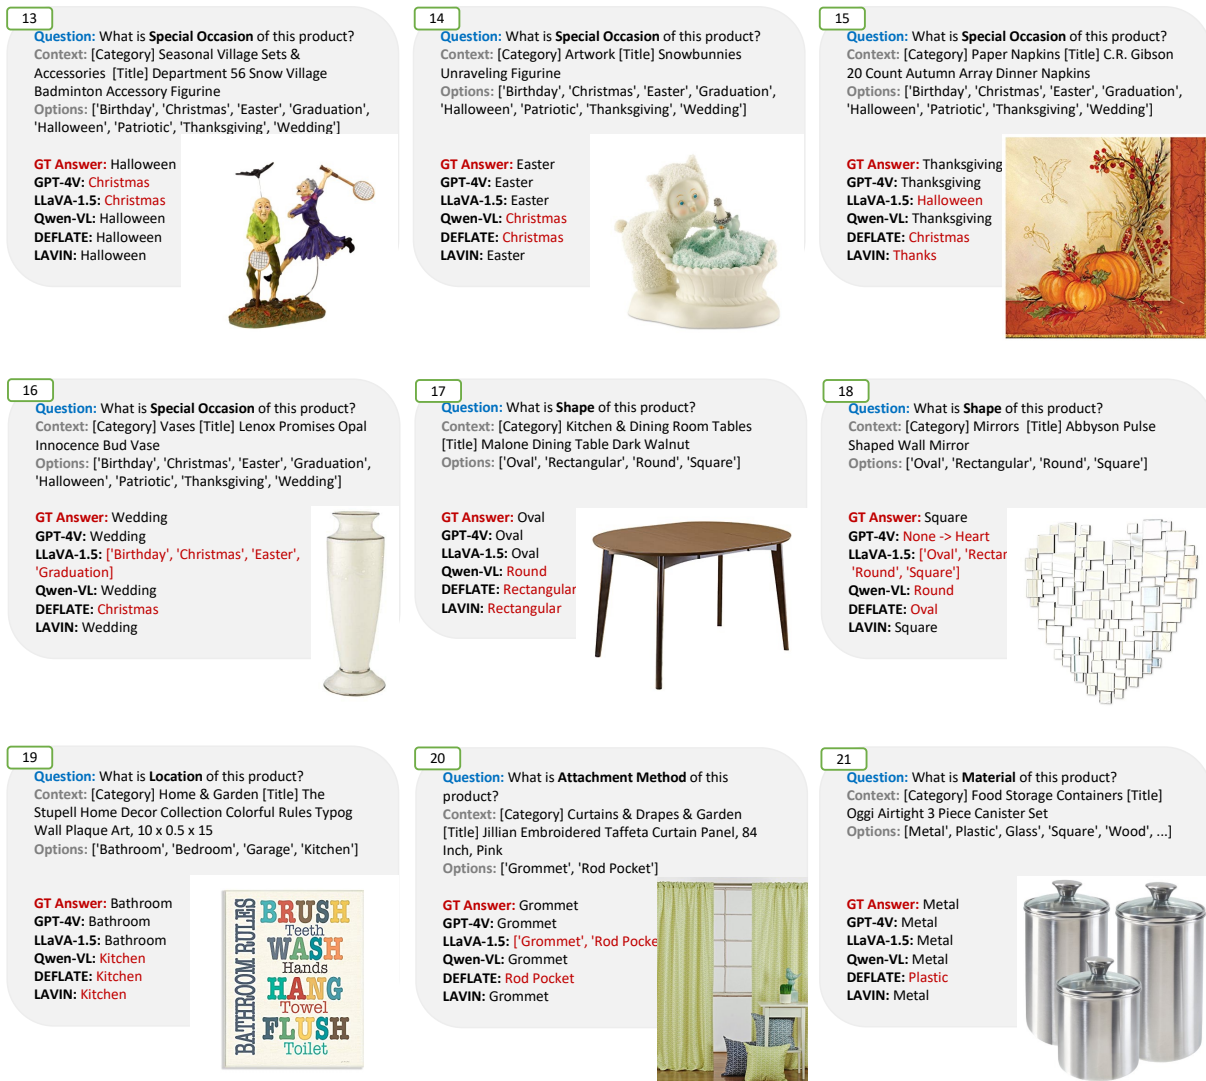 13
Question: What is Special Occasion of this product?
Context: [Category] Seasonal Village Sets &
Accessories [Title] Department 56 Snow Village
Badminton Accessory Figurine
Options: ['Birthday', 'Christmas', 'Easter', 'Graduation',
'Halloween', 'Patriotic', 'Thanksgiving', 'Wedding']
GT Answer: Halloween
GPT-4V: Christmas
LLaVA-1.5: Christmas
Qwen-VL: Halloween
DEFLATE: Halloween
LAVIN: Halloween
14
Question: What is Special Occasion of this product?
Context: [Category] Artwork [Title] Snowbunnies
Unraveling Figurine
Options: ['Birthday', 'Christmas', 'Easter', 'Graduation',
'Halloween', 'Patriotic', 'Thanksgiving', 'Wedding']
GT Answer: Easter
GPT-4V: Easter
LLaVA-1.5: Easter
Qwen-VL: Christmas
DEFLATE: Christmas
LAVIN: Easter
15
Question: What is Special Occasion of this product?
Context: [Category] Paper Napkins [Title] C.R. Gibson
20 Count Autumn Array Dinner Napkins
Options: ['Birthday', 'Christmas', 'Easter', 'Graduation',
'Halloween', 'Patriotic', 'Thanksgiving', 'Wedding']
GT Answer: Thanksgiving
GPT-4V: Thanksgiving
LLaVA-1.5: Halloween
Qwen-VL: Thanksgiving
DEFLATE: Christmas
LAVIN: Thanks
16
Question: What is Special Occasion of this product?
Context: [Category] Vases [Title] Lenox Promises Opal
Innocence Bud Vase
Options: ['Birthday', 'Christmas', 'Easter', 'Graduation',
'Halloween', 'Patriotic', 'Thanksgiving', 'Wedding']
GT Answer: Wedding
GPT-4V: Wedding
LLaVA-1.5: ['Birthday', 'Christmas', 'Easter',
'Graduation]
Qwen-VL: Wedding
DEFLATE: Christmas
LAVIN: Wedding
17
Question: What is Shape of this product?
Context: [Category] Kitchen & Dining Room Tables
[Title] Malone Dining Table Dark Walnut
Options: ['Oval', 'Rectangular', 'Round', 'Square']
GT Answer: Oval
GPT-4V: Oval
LLaVA-1.5: Oval
Qwen-VL: Round
DEFLATE: Rectangular
LAVIN: Rectangular
18
Question: What is Shape of this product?
Context: [Category] Mirrors [Title] Abbyson Pulse
Shaped Wall Mirror
Options: ['Oval', 'Rectangular', 'Round', 'Square']
GT Answer: Square
GPT-4V: None -> Heart
LLaVA-1.5: ['Oval', 'Rectar
'Round', 'Square']
Qwen-VL: Round
DEFLATE: Oval
LAVIN: Square
19
Question: What is Location of this product?
Context: [Category] Home & Garden [Title] The
Stupell Home Decor Collection Colorful Rules Typog
Wall Plaque Art, 10 x 0.5 x 15
Options: ['Bathroom', 'Bedroom', 'Garage', 'Kitchen']
GT Answer: Bathroom
GPT-4V: Bathroom
LLaVA-1.5: Bathroom
Qwen-VL: Kitchen
DEFLATE: Kitchen
LAVIN: Kitchen
BATHROOM RULES
BRUSH
Teeth
WASH
Hands
HANG
Towel
FLUSH
Toilet
20
Question: What is Attachment Method of this
product?
Context: [Category] Curtains & Drapes & Garden
[Title] Jillian Embroidered Taffeta Curtain Panel, 84
Inch, Pink
Options: ['Grommet', 'Rod Pocket']
GT Answer: Grommet
GPT-4V: Grommet
LLaVA-1.5: ['Grommet', 'Rod Pocke
Qwen-VL: Grommet
DEFLATE: Rod Pocket
LAVIN: Grommet
21
Question: What is Material of this product?
Context: [Category] Food Storage Containers [Title]
Oggi Airtight 3 Piece Canister Set
Options: [Metal', Plastic', Glass', 'Square', 'Wood', ...]
GT Answer: Metal
GPT-4V: Metal
LLaVA-1.5: Metal
Qwen-VL: Metal
DEFLATE: Plastic
LAVIN: Metal